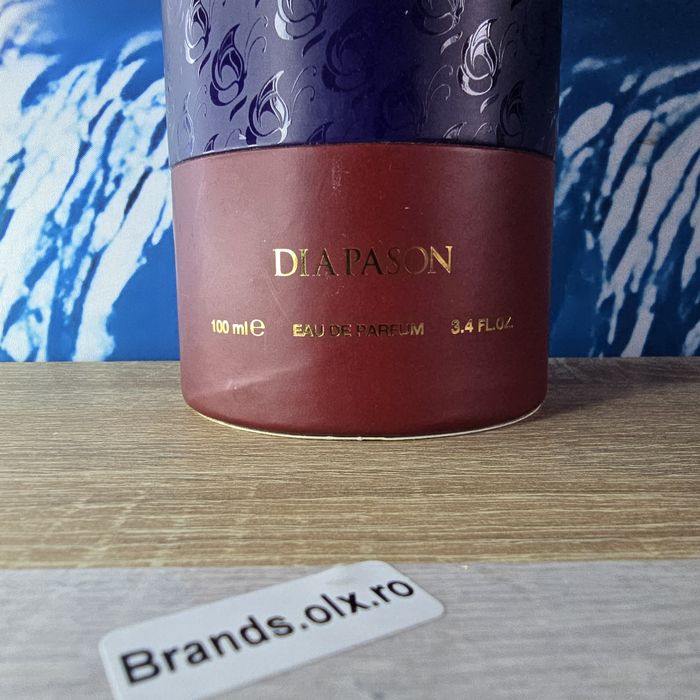 DIAPASON
100 ml e EAU DE PARFUM 3.4 FL.OZ.
Brands.olx.ro